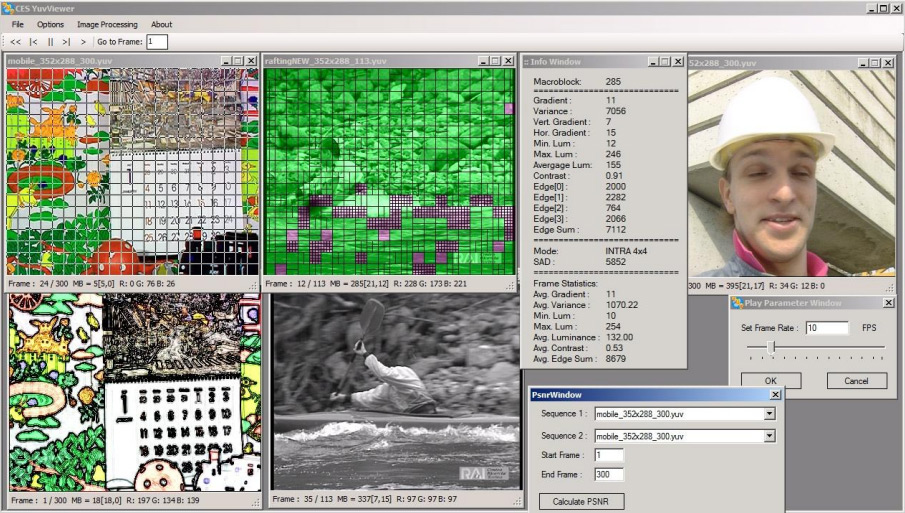 CES YuvViewer
File Options Image Processing About
<< |< || >| > Go to Frame: 1
mobile_352x288_300.yuv
raftingNEW_352x288_113.yuv
:: Info Window
52x288_300.yuv
Macroblock: 285
==============================
Gradient : 11
Variance : 7056
Vert. Gradient : 7
Hor. Gradient : 15
Min. Lum : 12
Max. Lum : 246
Avergage Lum: 155
Contrast : 0.91
Edge[0] : 2000
Edge[1] : 2282
Edge[2] : 764
Edge[3] : 2066
Edge Sum : 7112
==============================
Mode: INTRA 4x4
SAD : 5852
==============================
Frame Statistics:
Avg. Gradient : 11
Avg. Variance : 1070.22
Min. Lum : 10
Max. Lum : 254
Avg. Luminance : 132.00
Avg. Contrast : 0.53
Avg. Edge Sum : 8679
Frame : 24 / 300 MB = 5[5,0] R: 0 G: 76 B: 26
Frame : 12 / 113 MB = 285[21,12] R: 228 G: 173 B: 221
300 MB = 395[21,17] R: 34 G: 12 B: 0
Play Parameter Window
Set Frame Rate : 10 FPS
OK Cancel
PsnrWindow
Sequence 1 : mobile_352x288_300.yuv
Sequence 2 : mobile_352x288_300.yuv
Start Frame : 1
End Frame : 300
Calculate PSNR
Frame : 1 / 300 MB = 18[18,0] R: 197 G: 134 B: 139
Frame : 35 / 113 MB = 337[7,15] R: 97 G: 97 B: 97